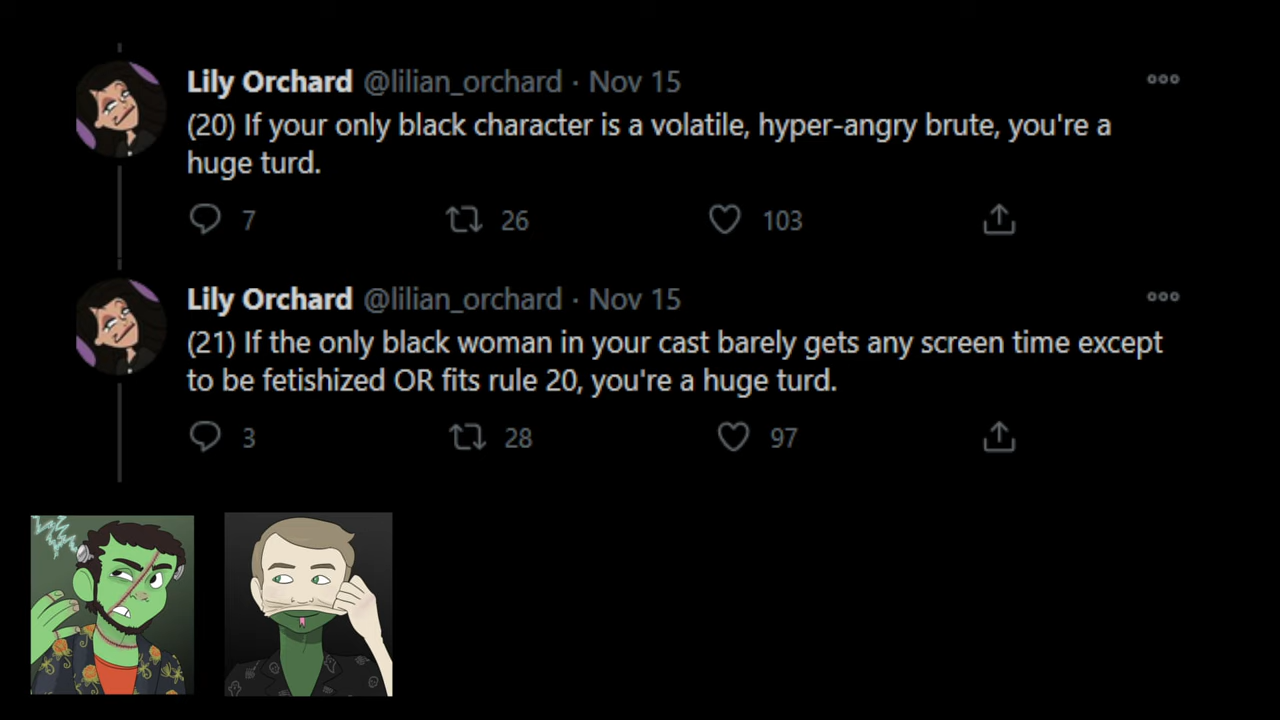 Lily Orchard @lilian_orchard · Nov 15
(20) If your only black character is a volatile, hyper-angry brute, you're a
huge turd.
7 26 103
Lily Orchard @lilian_orchard · Nov 15
(21) If the only black woman in your cast barely gets any screen time except
to be fetishized OR fits rule 20, you're a huge turd.
3 28 97